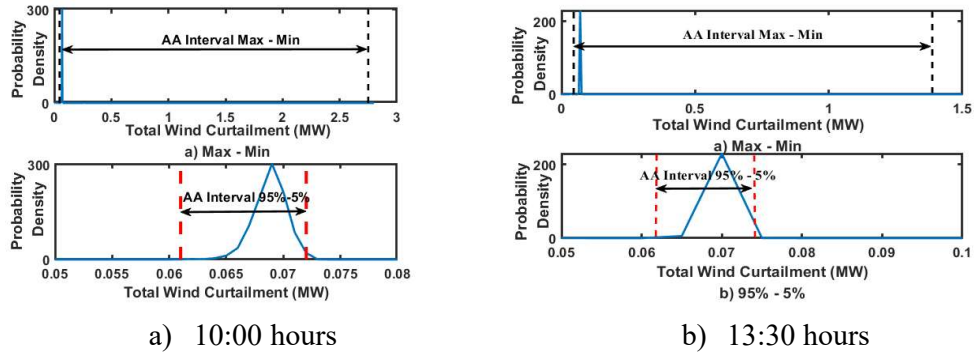 300
Probability
Density
0
AA Interval Max - Min
0 0.5 1 1.5 2 2.5 3
Total Wind Curtailment (MW)
a) Max - Min
300
Probability
Density
0
AA Interval 95%-5%
0.05 0.055 0.06 0.065 0.07 0.075 0.08
Total Wind Curtailment (MW)
a) 10:00 hours
200
Probability
Density
0
AA Interval Max - Min
0 0.5 1 1.5
Total Wind Curtailment (MW)
a) Max - Min
200
Probability
Density
0
AA Interval 95% - 5%
0.05 0.06 0.07 0.08 0.09 0.1
Total Wind Curtailment (MW)
b) 95% - 5%
b) 13:30 hours